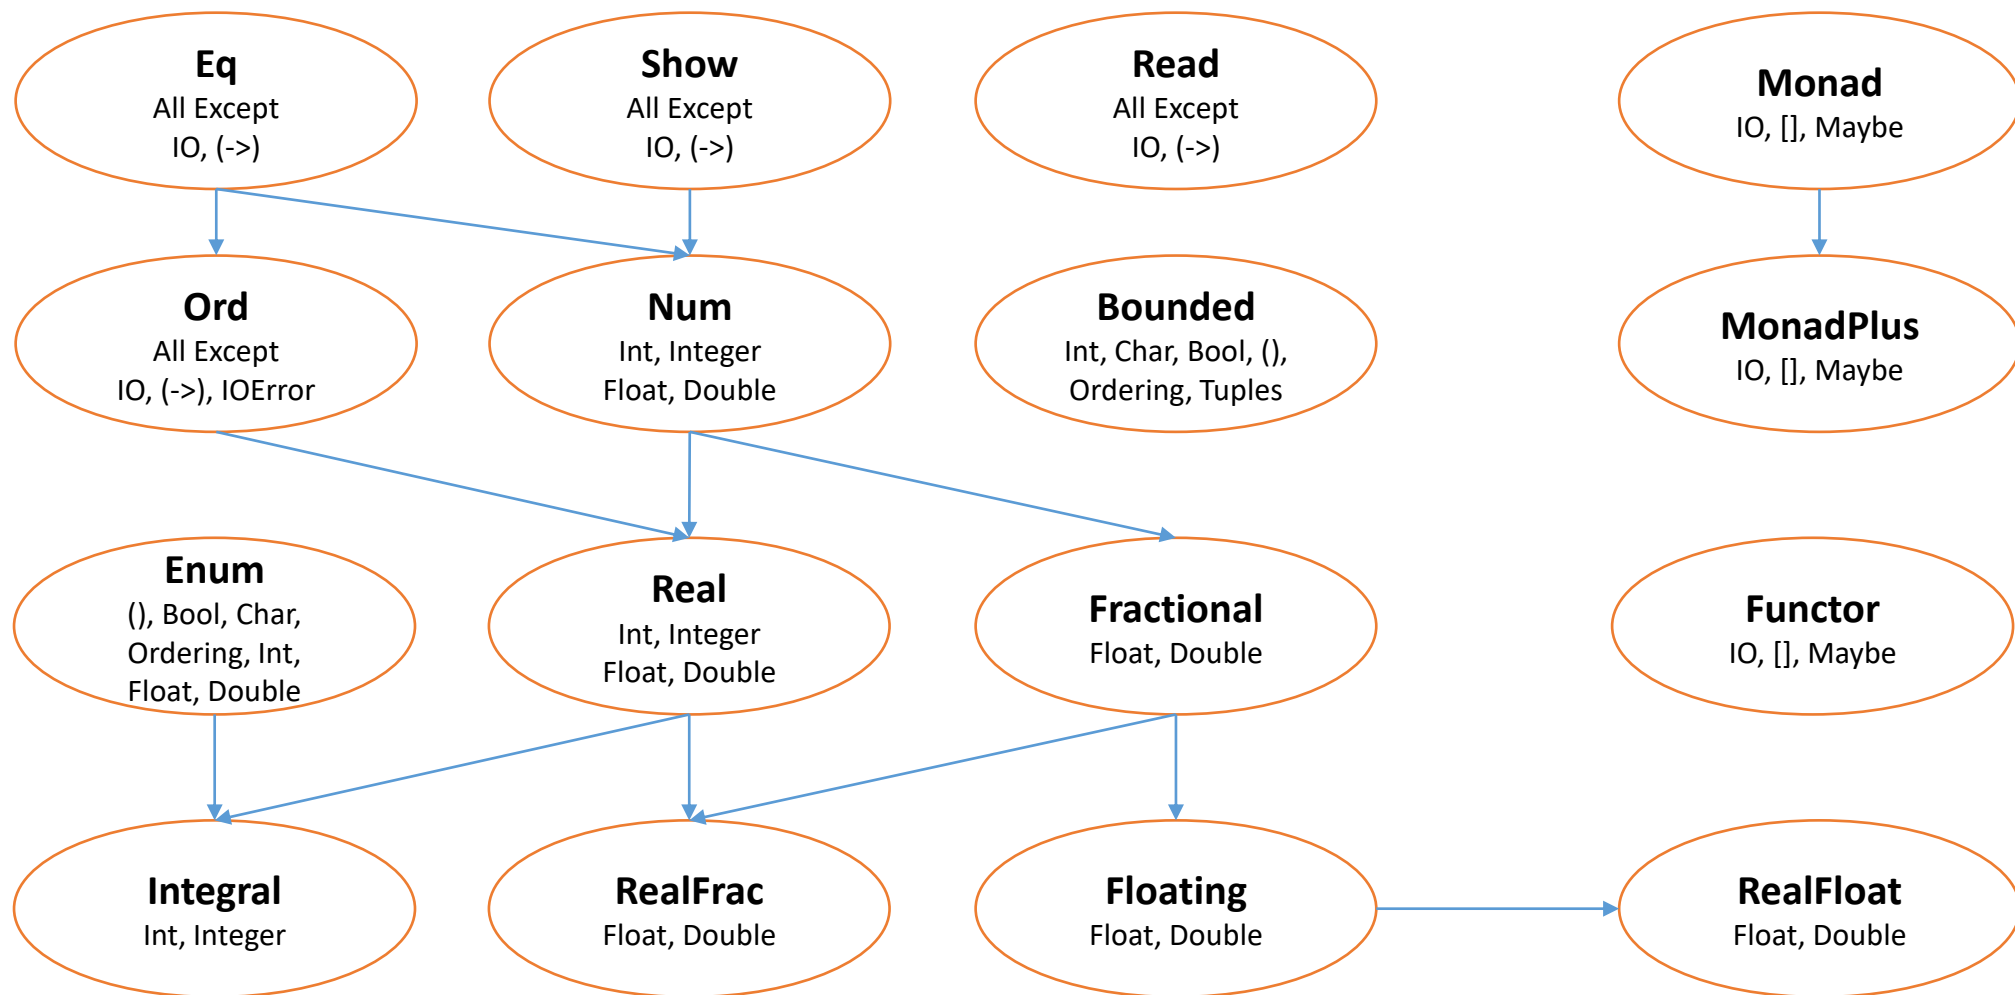 Eq
All Except
IO, (->)
Show
All Except
IO, (->)
Read
All Except
IO, (->)
Monad
IO, [], Maybe
Ord
All Except
IO, (->), IOError
Num
Int, Integer
Float, Double
Bounded
Int, Char, Bool, (),
Ordering, Tuples
MonadPlus
IO, [], Maybe
Enum
(), Bool, Char,
Ordering, Int,
Float, Double
Real
Int, Integer
Float, Double
Fractional
Float, Double
Functor
IO, [], Maybe
Integral
Int, Integer
RealFrac
Float, Double
Floating
Float, Double
RealFloat
Float, Double